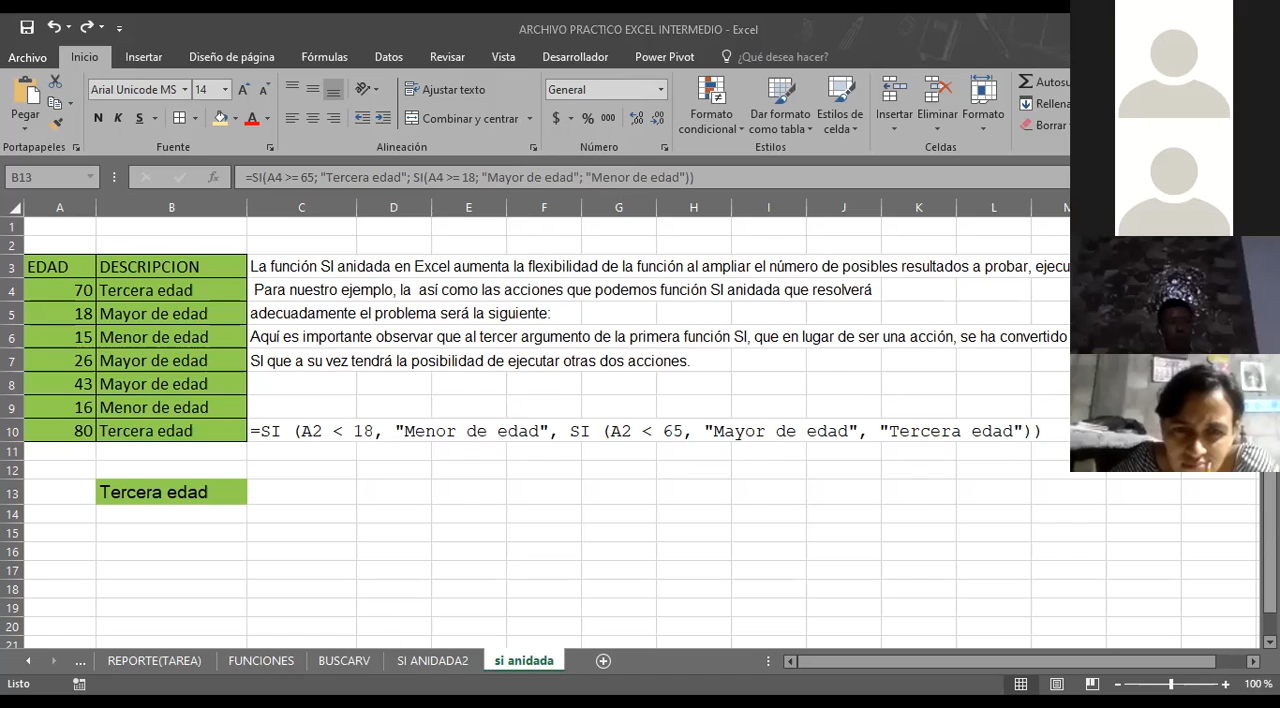 ARCHIVO PRACTICO EXCEL INTERMEDIO - Excel
Archivo Inicio Insertar Diseño de página Fórmulas Datos Revisar Vista Desarrollador Power Pivot ¿Qué desea hacer?
Pegar
Arial Unicode MS 14
N K S
Ajustar texto
Combinar y centrar
General
$ % 000
Formato condicional
Dar formato como tabla
Estilos de celda
Insertar Eliminar Formato
Autosu
Rellena
Borrar
Portapapeles Fuente Alineación Número Estilos Celdas
B13 fx =SI(A4 >= 65; "Tercera edad"; SI(A4 >= 18; "Mayor de edad"; "Menor de edad"))
A B C D E F G H I J K L M
1
2
3 EDAD DESCRIPCION La función SI anidada en Excel aumenta la flexibilidad de la función al ampliar el número de posibles resultados a probar, ejecu
4 70 Tercera edad Para nuestro ejemplo, la así como las acciones que podemos función SI anidada que resolverá
5 18 Mayor de edad adecuadamente el problema será la siguiente:
6 15 Menor de edad Aquí es importante observar que al tercer argumento de la primera función SI, que en lugar de ser una acción, se ha convertido
7 26 Mayor de edad SI que a su vez tendrá la posibilidad de ejecutar otras dos acciones.
8 43 Mayor de edad
9 16 Menor de edad
10 80 Tercera edad =SI (A2 < 18, "Menor de edad", SI (A2 < 65, "Mayor de edad", "Tercera edad"))
11
12
13 Tercera edad
14
15
16
17
18
19
20
21
... REPORTE(TAREA) FUNCIONES BUSCARV SI ANIDADA2 si anidada
Listo 100 %